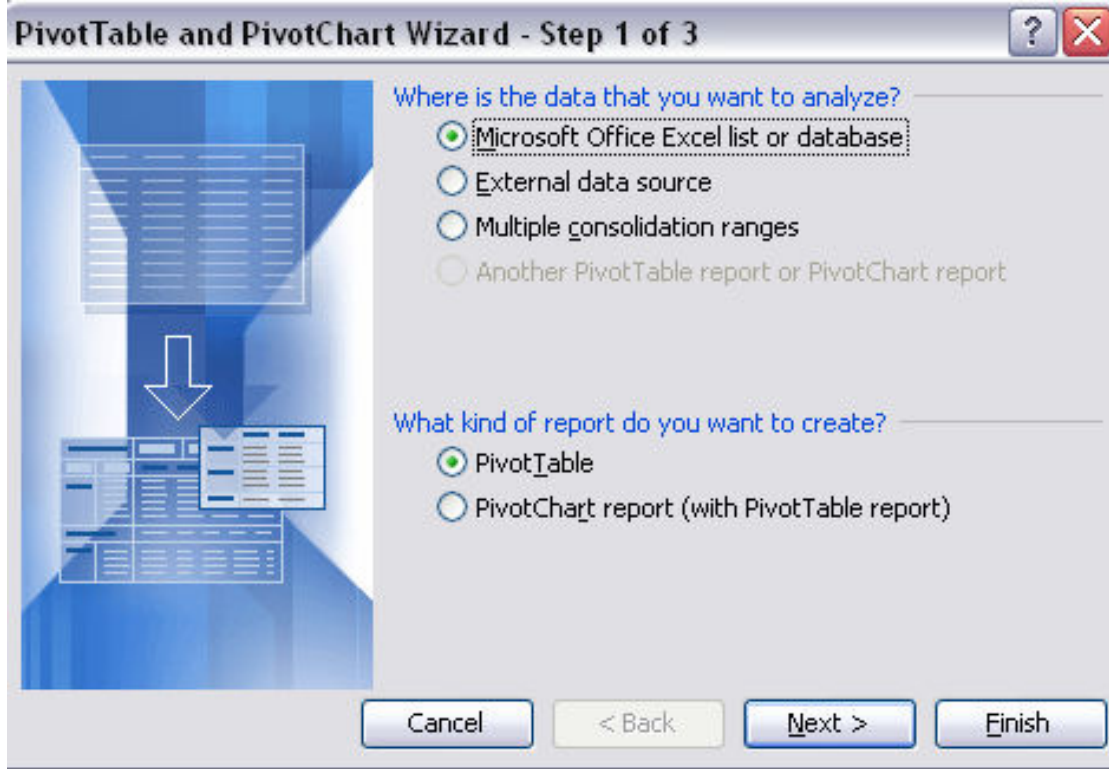 PivotTable and PivotChart Wizard - Step 1 of 3
?
Where is the data that you want to analyze?
Microsoft Office Excel list or database
External data source
Multiple consolidation ranges
Another PivotTable report or PivotChart report
What kind of report do you want to create?
PivotTable
PivotChart report (with PivotTable report)
Cancel < Back Next > Finish